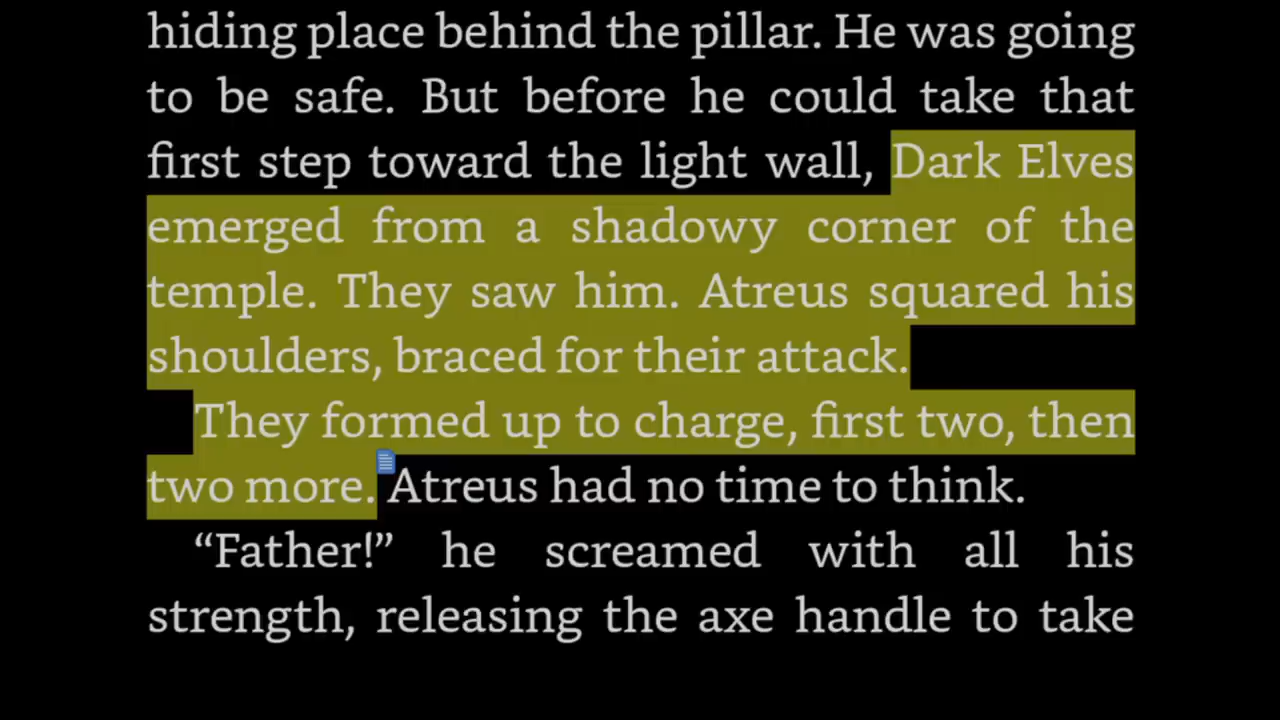 hiding place behind the pillar. He was going
to be safe. But before he could take that
first step toward the light wall, Dark Elves
emerged from a shadowy corner of the
temple. They saw him. Atreus squared his
shoulders, braced for their attack.
They formed up to charge, first two, then
two more. Atreus had no time to think.
“Father!” he screamed with all his
strength, releasing the axe handle to take